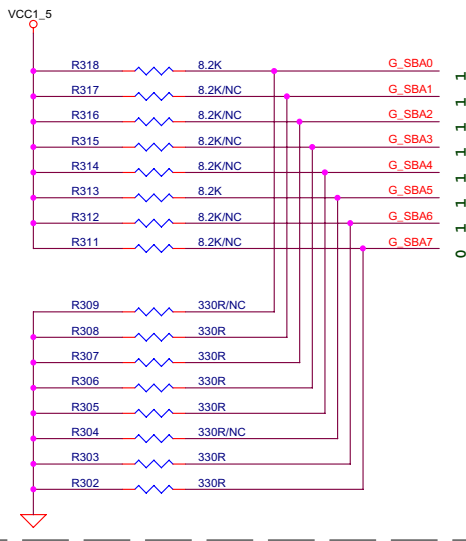 VCC1_5
R318 8.2K G_SBA0
R317 8.2K/NC G_SBA1
R316 8.2K/NC G_SBA2
R315 8.2K/NC G_SBA3
R314 8.2K/NC G_SBA4
R313 8.2K G_SBA5
R312 8.2K/NC G_SBA6
R311 8.2K/NC G_SBA7
0 1 1 1 1 1 1 1
R309 330R/NC
R308 330R
R307 330R
R306 330R
R305 330R
R304 330R/NC
R303 330R
R302 330R